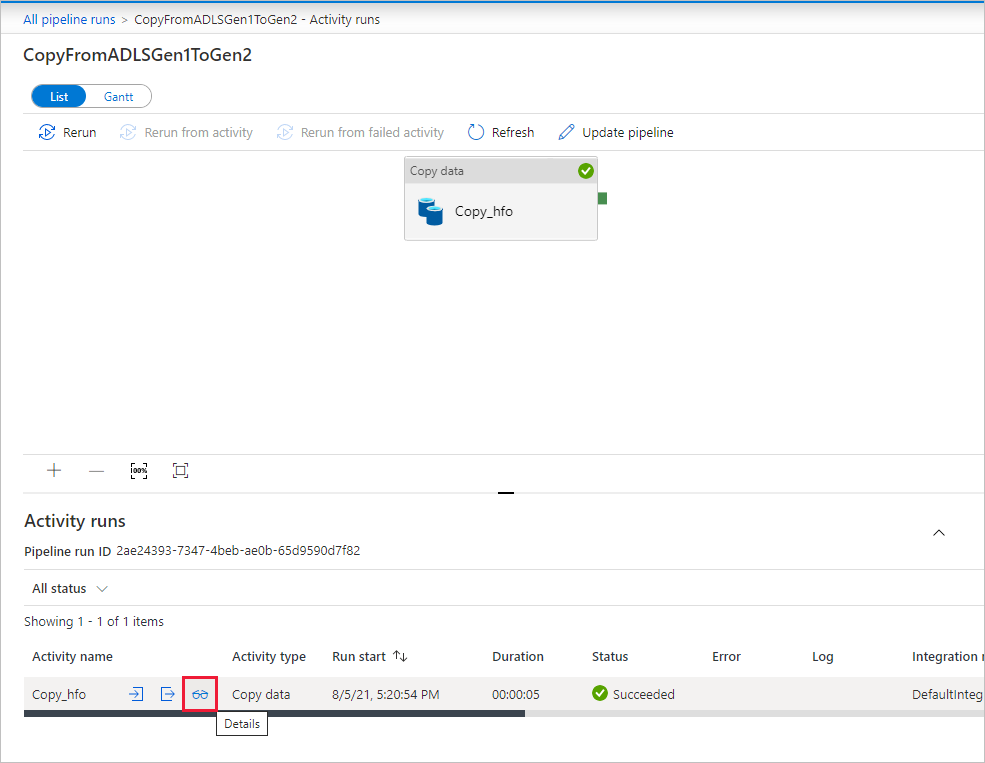 All pipeline runs > CopyFromADLSGen1ToGen2 - Activity runs
CopyFromADLSGen1ToGen2
List Gantt
Rerun Rerun from activity Rerun from failed activity Refresh Update pipeline
Copy data
Copy_hfo
100%
Activity runs
Pipeline run ID 2ae24393-7347-4beb-ae0b-65d9590d7f82
All status
Showing 1 - 1 of 1 items
Activity name Activity type Run start Duration Status Error Log Integration r
Copy_hfo Copy data 8/5/21, 5:20:54 PM 00:00:05 Succeeded DefaultInteg
Details